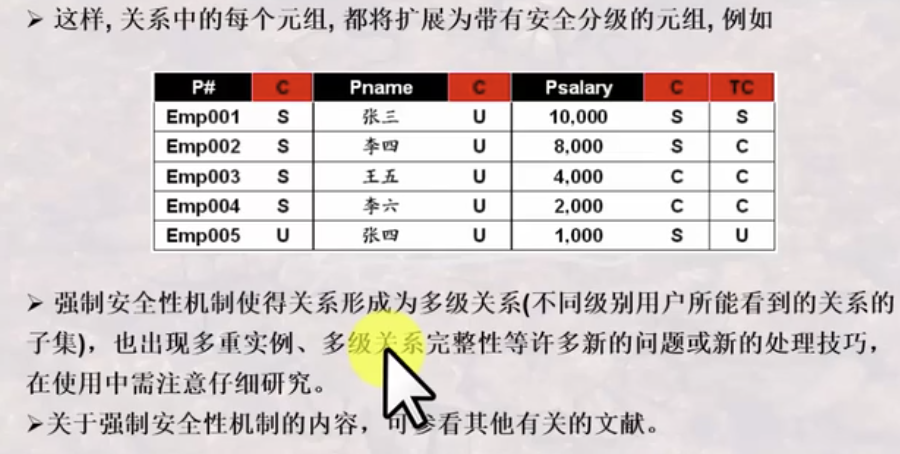 ➢ 这样, 关系中的每个元组, 都将扩展为带有安全分级的元组, 例如
P# C Pname C Psalary C TC
Emp001 S 张三 U 10,000 S S
Emp002 S 李四 U 8,000 S C
Emp003 S 王五 U 4,000 C C
Emp004 S 李六 U 2,000 C C
Emp005 U 张四 U 1,000 S U
➢ 强制安全性机制使得关系形成为多级关系(不同级别用户所能看到的关系的
子集)，也出现多重实例、多级关系完整性等许多新的问题或新的处理技巧，
在使用中需注意仔细研究。
➢关于强制安全性机制的内容，可参看其他有关的文献。